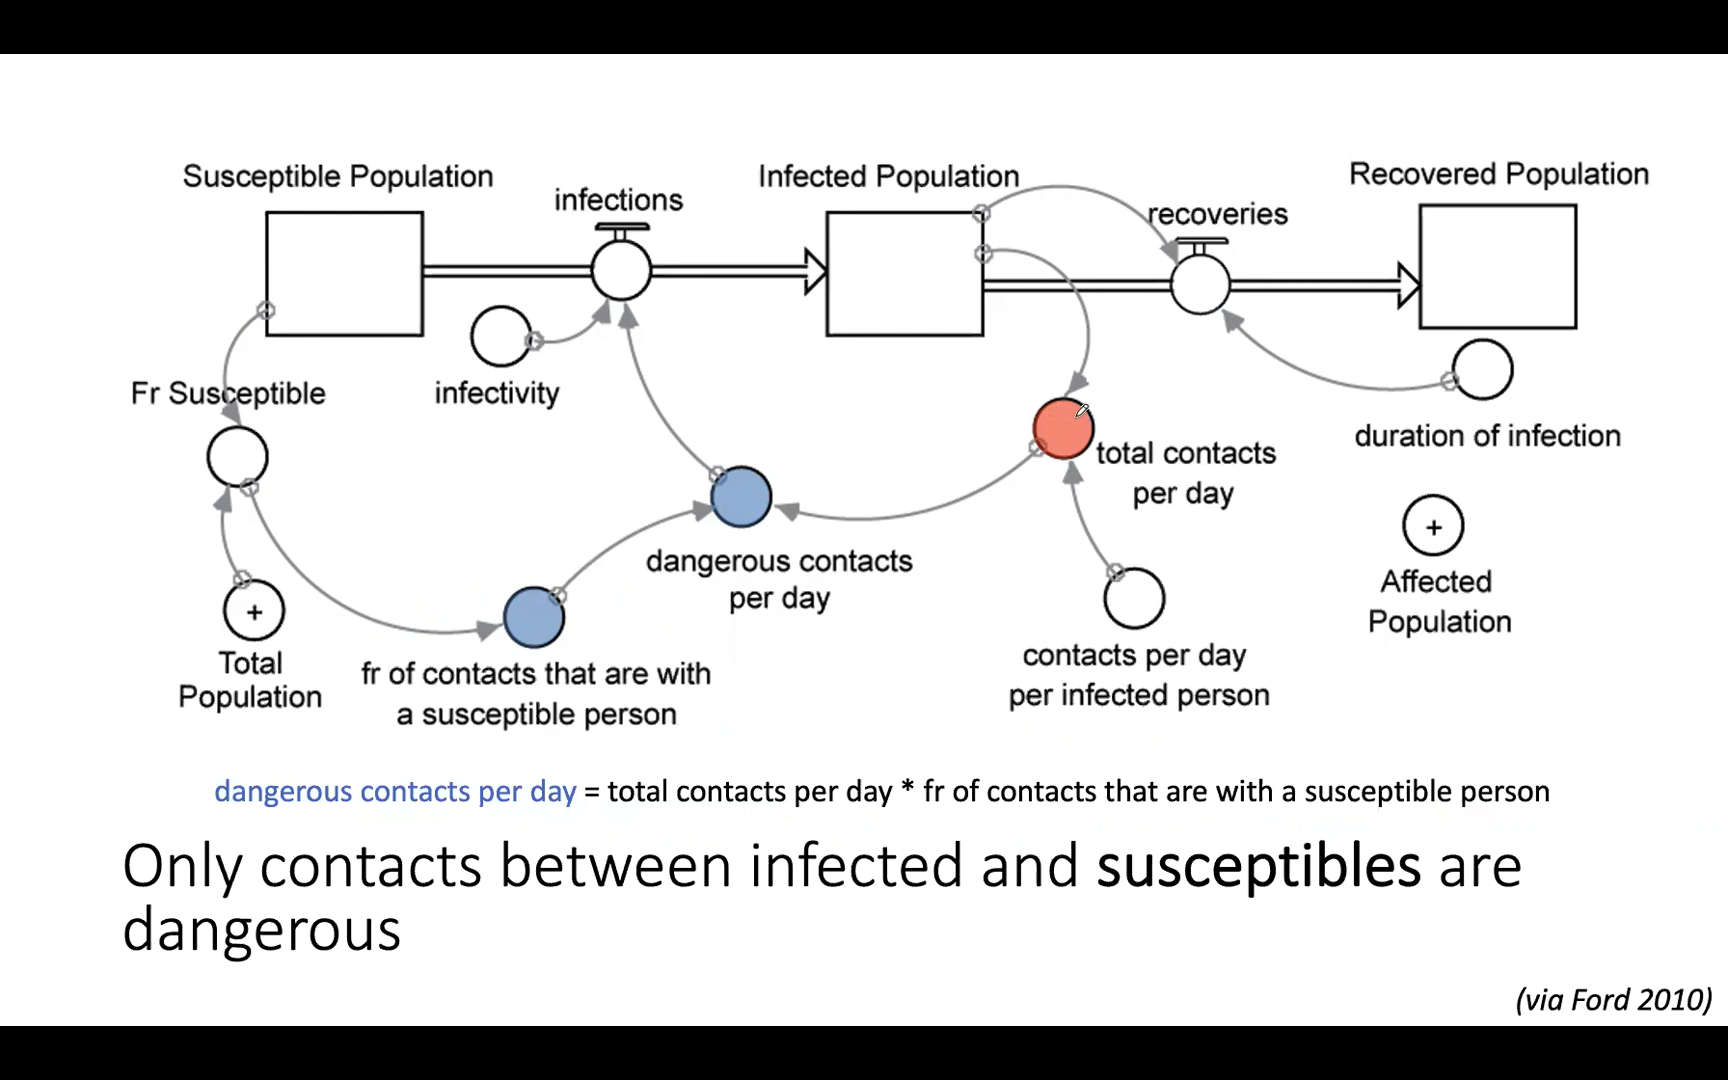 Susceptible Population
infections
Infected Population
recoveries
Recovered Population
Fr Susceptible
infectivity
total contacts
per day
duration of infection
dangerous contacts
per day
+
Affected
Population
+
Total
Population
fr of contacts that are with
a susceptible person
contacts per day
per infected person
dangerous contacts per day = total contacts per day * fr of contacts that are with a susceptible person
Only contacts between infected and susceptibles are
dangerous
(via Ford 2010)